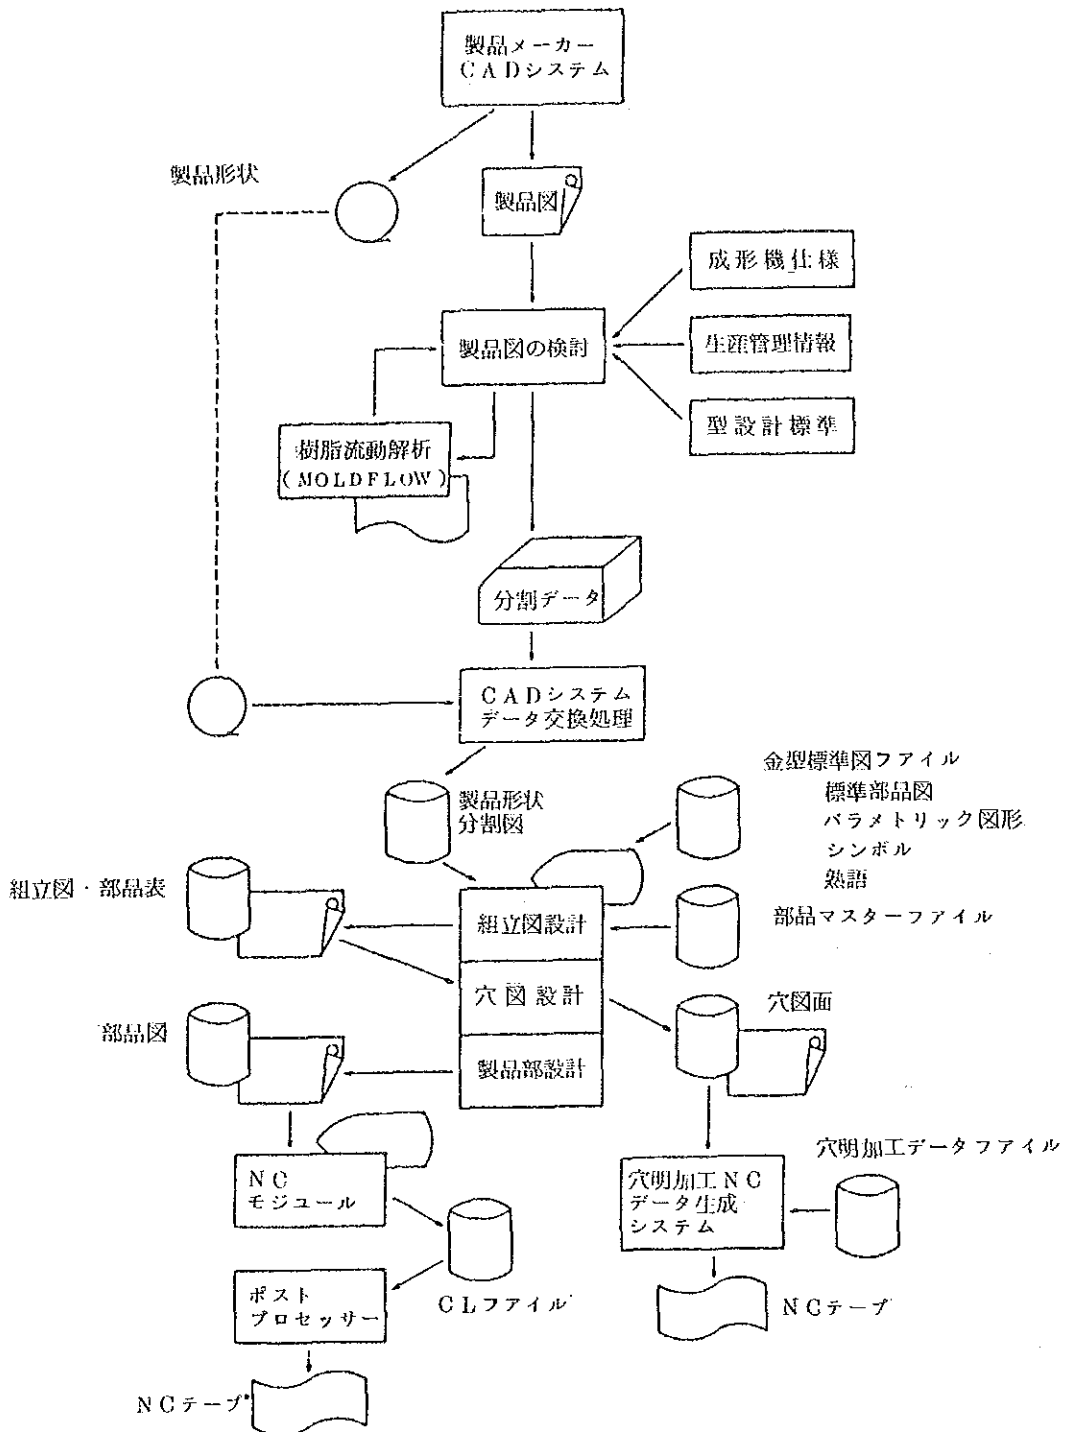 製品メーカー
CADシステム
製品形状
製品図
成形機仕様
製品図の検討
生産管理情報
型設計標準
樹脂流動解析
(MOLDFLOW)
分割データ
CADシステム
データ交換処理
製品形状
分割図
金型標準図ファイル
標準部品図
パラメトリック図形
シンボル
熟語
組立図・部品表
組立図設計
部品マスターファイル
穴図設計
穴図面
部品図
製品部設計
穴明加工データファイル
NC
モジュール
穴明加工NC
データ生成
システム
ポスト
プロセッサー
CLファイル
NCテープ
NCテープ